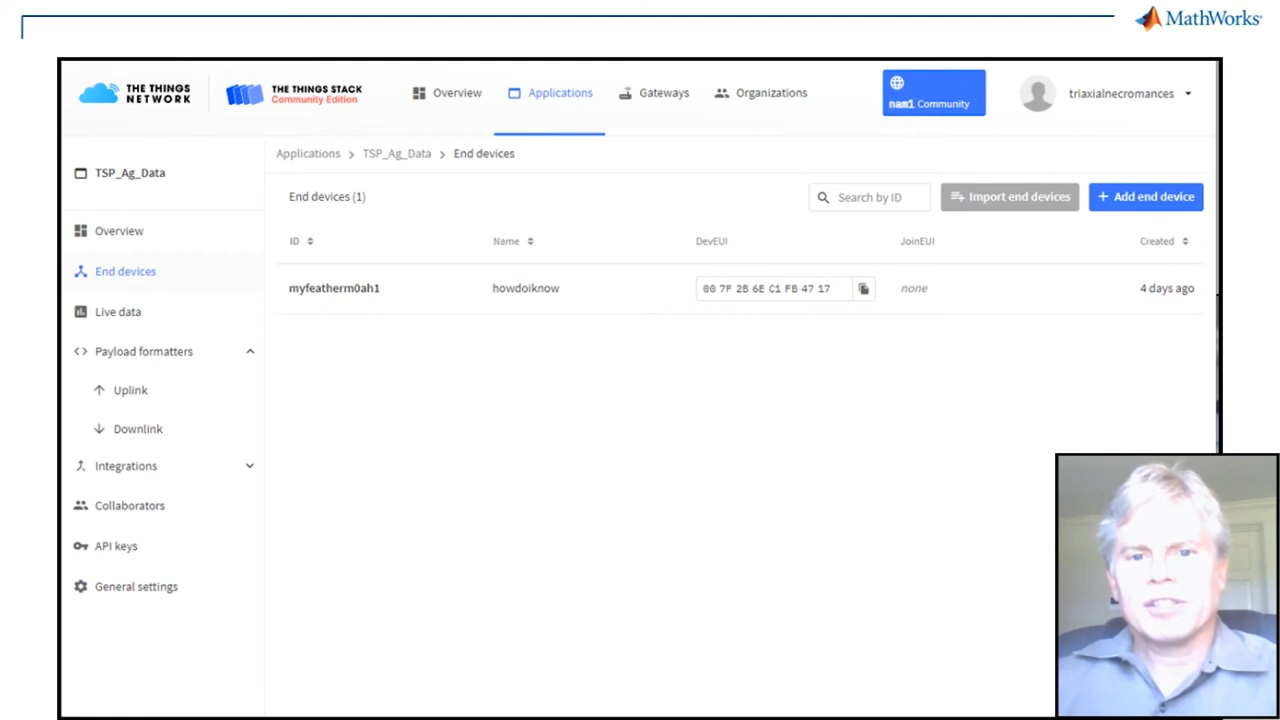 MathWorks®
THE THINGS NETWORK
THE THINGS STACK
Community Edition
Overview
Applications
Gateways
Organizations
nam1 Community
triaxialnecromances
TSP_Ag_Data
Overview
End devices
Live data
Payload formatters
Uplink
Downlink
Integrations
Collaborators
API keys
General settings
Applications > TSP_Ag_Data > End devices
End devices (1)
Search by ID
Import end devices
+ Add end device
ID Name DevEUI JoinEUI Created
myfeatherm0ah1 howdoiknow 00 7F 2B 6E C1 FB 47 17 none 4 days ago